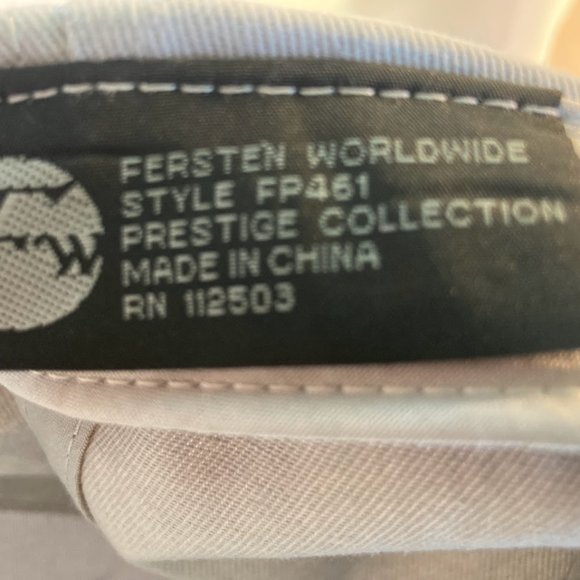 FERSTEN WORLDWIDE
STYLE FP461
PRESTIGE COLLECTION
MADE IN CHINA
RN 112503